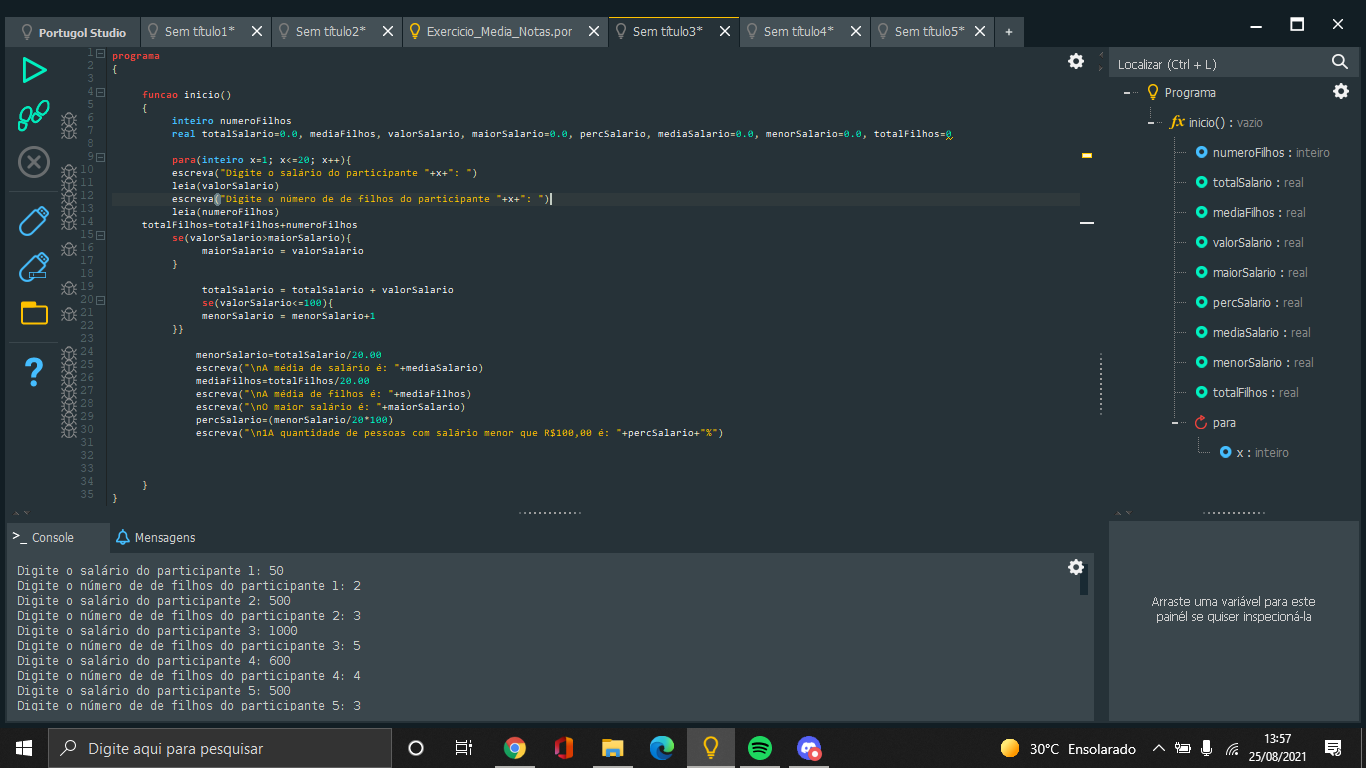 Portugol Studio
Sem título1*
Sem título2*
Exercicio_Media_Notas.por
Sem título3*
Sem título4*
Sem título5*
+
1 programa
2 {
3
4 funcao inicio()
5 {
6 inteiro numeroFilhos
7 real totalSalario=0.0, mediaFilhos, valorSalario, maiorSalario=0.0, percSalario, mediaSalario=0.0, menorSalario=0.0, totalFilhos=0
8
9 para(inteiro x=1; x<=20; x++){
10 escreva("Digite o salário do participante "+x+": ")
11 leia(valorSalario)
12 escreva("Digite o número de de filhos do participante "+x+": ")
13 leia(numeroFilhos)
14 totalFilhos=totalFilhos+numeroFilhos
15 se(valorSalario>maiorSalario){
16 maiorSalario = valorSalario
17 }
18
19 totalSalario = totalSalario + valorSalario
20 se(valorSalario<=100){
21 menorSalario = menorSalario+1
22 }}
23
24 menorSalario=totalSalario/20.00
25 escreva("\nA média de salário é: "+mediaSalario)
26 mediaFilhos=totalFilhos/20.00
27 escreva("\nA média de filhos é: "+mediaFilhos)
28 escreva("\nO maior salário é: "+maiorSalario)
29 percSalario=(menorSalario/20*100)
30 escreva("\n1A quantidade de pessoas com salário menor que R$100,00 é: "+percSalario+"%")
31
32
33
34 }
35 }
Localizar (Ctrl + L)
Programa
fx inicio() : vazio
numeroFilhos : inteiro
totalSalario : real
mediaFilhos : real
valorSalario : real
maiorSalario : real
percSalario : real
mediaSalario : real
menorSalario : real
totalFilhos : real
para
x : inteiro
>_ Console
Mensagens
Digite o salário do participante 1: 50
Digite o número de de filhos do participante 1: 2
Digite o salário do participante 2: 500
Digite o número de de filhos do participante 2: 3
Digite o salário do participante 3: 1000
Digite o número de de filhos do participante 3: 5
Digite o salário do participante 4: 600
Digite o número de de filhos do participante 4: 4
Digite o salário do participante 5: 500
Digite o número de de filhos do participante 5: 3
Arraste uma variável para este
painél se quiser inspecioná-la
Digite aqui para pesquisar
30°C Ensolarado
13:57
25/08/2021